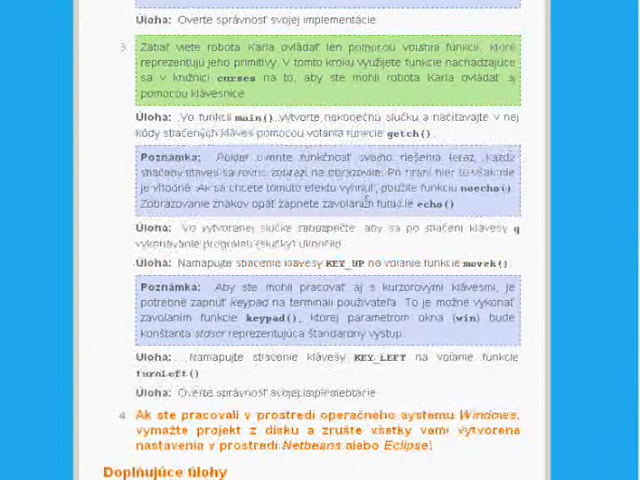 Úloha: Overte správnosť svojej implementácie
3 Zatiaľ viete robota Karla ovládať len pomocou volania funkcií, ktoré
reprezentujú jeho primitívy. V tomto kroku využijete funkcie nachádzajúce
sa v knižnici curses na to, aby ste mohli robota Karla ovládať aj
pomocou klávesnice
Úloha: Vo funkcii main() vytvorte nekonečnú slučku a načítavajte v nej
kódy stlačených kláves pomocou volania funkcie getch().
Poznámka: overíte funkčnosť svojho riešenia teraz, každá
stlačený kláves sa rovno zobrazí na obrazovke. Pri hraní hier to však nie
je vhodné. Ak sa chcete tomuto efektu vyhnúť, použite funkciu noecho()
Zobrazovanie znakov opäť zapnete zavolaním funkcie echo()
Úloha: Vo vytvorenej slučke zabezpečte, aby sa po stlačení klávesy q
vykonávanie programu (slučky) ukončilo
Úloha: Namapujte stlačenie klávesy KEY_UP na volanie funkcie movek().
Poznámka: Aby ste mohli pracovať aj s kurzorovými klávesmi, je
potrebné zapnúť keypad na termináli používateľa. To je možné vykonať
zavolaním funkcie keypad(), ktorej parametrom okna (win) bude
konštanta stdscr reprezentujúca štandardný výstup.
Úloha: Namapujte stlačenie klávesy KEY_LEFT na volanie funkcie
turnLeft()
Úloha: Overte správnosť svojej implementácie
4 Ak ste pracovali v prostredí operačného systému Windows,
vymažte projekt z disku a zrušte všetky vami vytvorené
nastavenia v prostredí Netbeans alebo Eclipse!
Doplňujúce úlohy